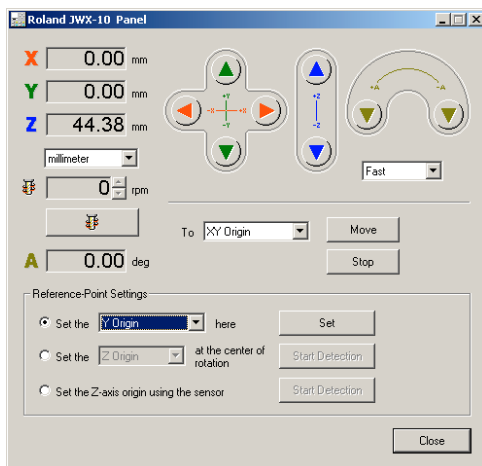 Roland JWX-10 Panel
X 0.00 mm
Y 0.00 mm
Z 44.38 mm
millimeter
0 rpm
A 0.00 deg
+Y
-X +X
-Y
+Z
-Z
+A -A
Fast
To XY Origin Move
Stop
Reference-Point Settings
Set the Y Origin here Set
Set the Z Origin at the center of rotation Start Detection
Set the Z-axis origin using the sensor Start Detection
Close